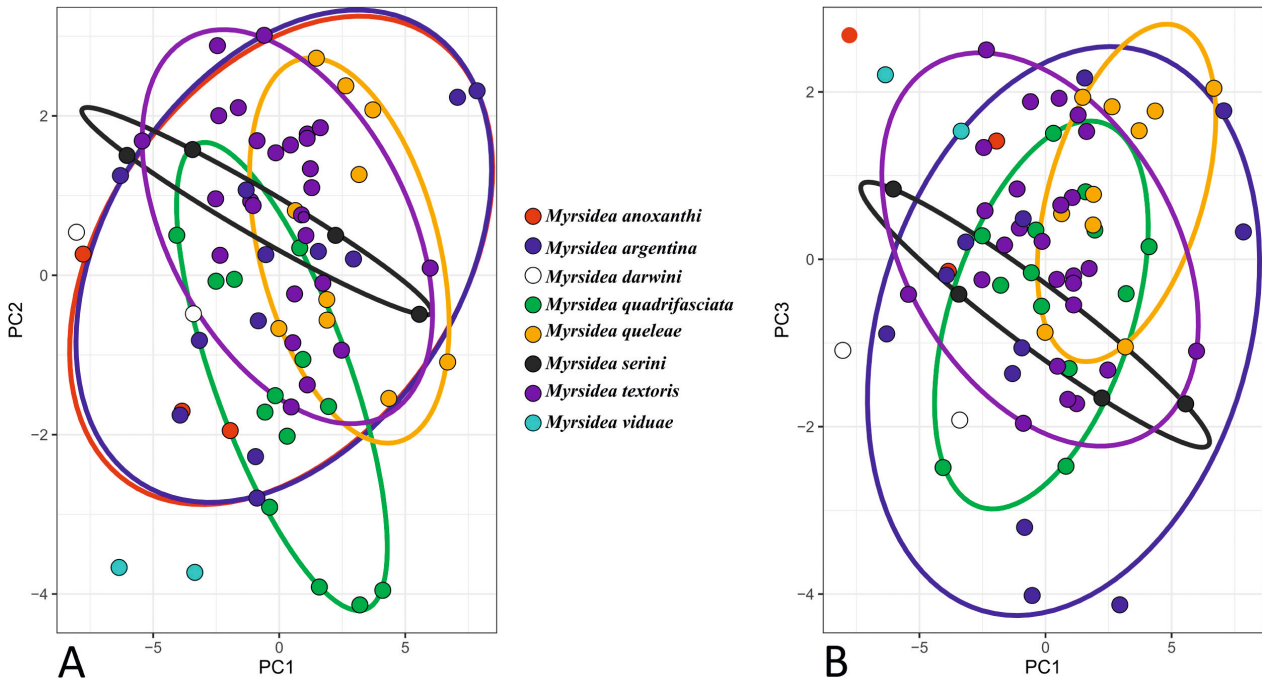 2
0
−2
−4
PC2
−5
0
5
PC1
A
Myrsidea anoxanthi
Myrsidea argentina
Myrsidea darwini
Myrsidea quadrifasciata
Myrsidea queleae
Myrsidea serini
Myrsidea textoris
Myrsidea viduae
2
0
−2
−4
PC3
−5
0
5
PC1
B